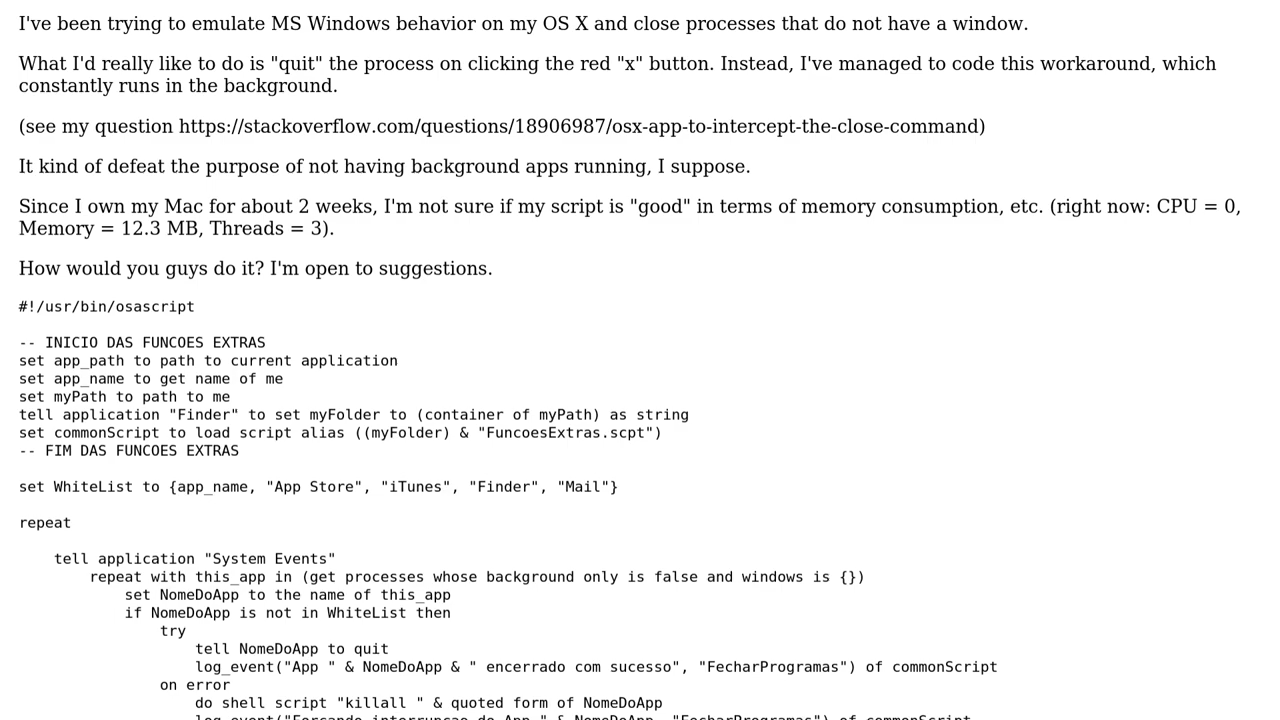 I've been trying to emulate MS Windows behavior on my OS X and close processes that do not have a window.
What I'd really like to do is "quit" the process on clicking the red "x" button. Instead, I've managed to code this workaround, which
constantly runs in the background.
(see my question https://stackoverflow.com/questions/18906987/osx-app-to-intercept-the-close-command)
It kind of defeat the purpose of not having background apps running, I suppose.
Since I own my Mac for about 2 weeks, I'm not sure if my script is "good" in terms of memory consumption, etc. (right now: CPU = 0,
Memory = 12.3 MB, Threads = 3).
How would you guys do it? I'm open to suggestions.
#!/usr/bin/osascript
-- INICIO DAS FUNCOES EXTRAS
set app_path to path to current application
set app_name to get name of me
set myPath to path to me
tell application "Finder" to set myFolder to (container of myPath) as string
set commonScript to load script alias ((myFolder) & "FuncoesExtras.scpt")
-- FIM DAS FUNCOES EXTRAS
set WhiteList to {app_name, "App Store", "iTunes", "Finder", "Mail"}
repeat
    tell application "System Events"
        repeat with this_app in (get processes whose background only is false and windows is {})
            set NomeDoApp to the name of this_app
            if NomeDoApp is not in WhiteList then
                try
                    tell NomeDoApp to quit
                    log_event("App " & NomeDoApp & " encerrado com sucesso", "FecharProgramas") of commonScript
                on error
                    do shell script "killall " & quoted form of NomeDoApp
                    log_event("Forcando interrupcao do App " & NomeDoApp, "FecharProgramas") of commonScript